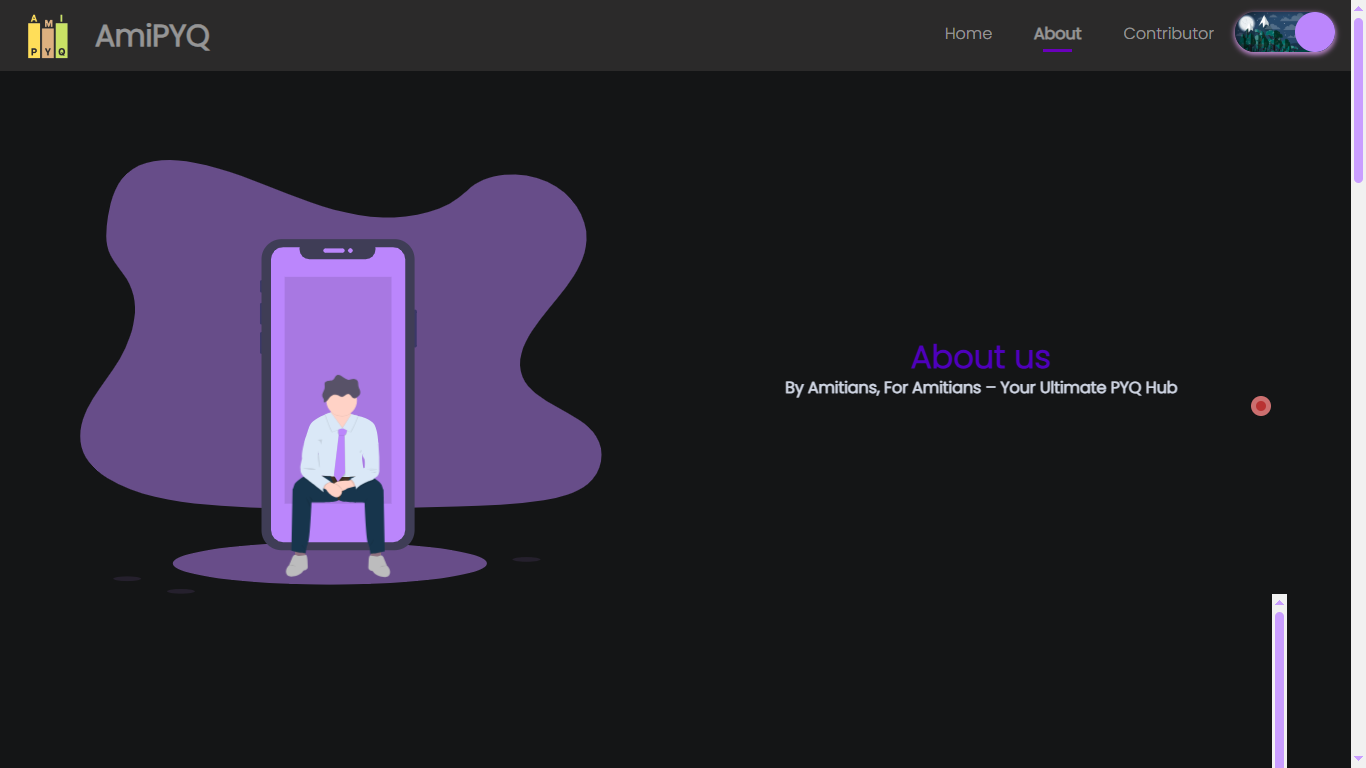 A M I
P Y Q
AmiPYQ
Home
About
Contributor
About us
By Amitians, For Amitians – Your Ultimate PYQ Hub